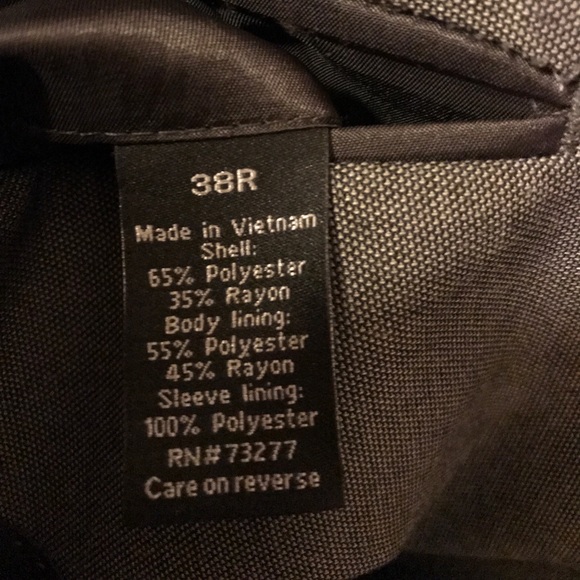 38R
Made in Vietnam
Shell:
65% Polyester
35% Rayon
Body lining:
55% Polyester
45% Rayon
Sleeve lining:
100% Polyester
RN#73277
Care on reverse